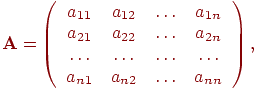 A = ( a11 a12 ... a1n
a21 a22 ... a2n
... ... ... ...
an1 an2 ... ann ) ,